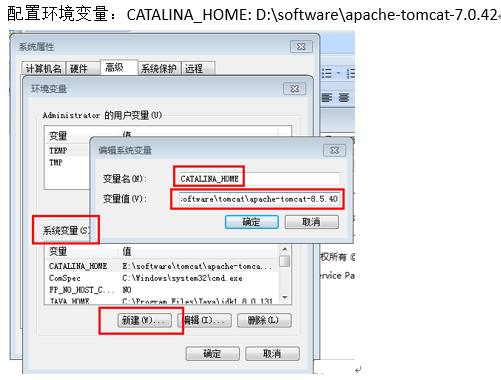 配置环境变量：CATALINA_HOME: D:\software\apache-tomcat-7.0.42
系统属性
计算机名 硬件 高级 系统保护 远程
环境变量
Administrator 的用户变量(U)
变量 值
TEMP
TMP
编辑系统变量
变量名(N): CATALINA_HOME
变量值(V): :oftware\tomcat\apache-tomcat-8.5.40
确定 取消
系统变量(S)
变量 值
CATALINA_HOME E:\software\tomcat\apache-tomca...
ComSpec C:\Windows\system32\cmd.exe
FP_NO_HOST_C... NO
JAVA_HOME C:\Program Files\Java\jdk1.8.0_131
新建(W)... 编辑(I)... 删除(L)
确定 取消
权所有 ©
ervice Pa